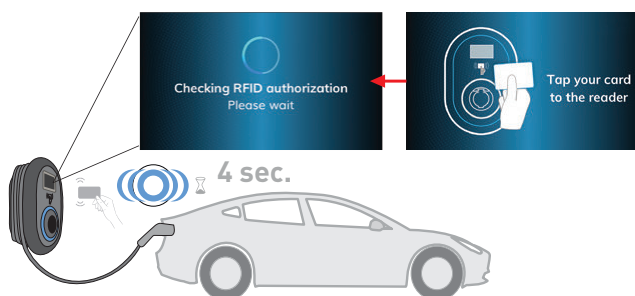 Checking RFID authorization
Please wait
Tap your card
to the reader
4 sec.